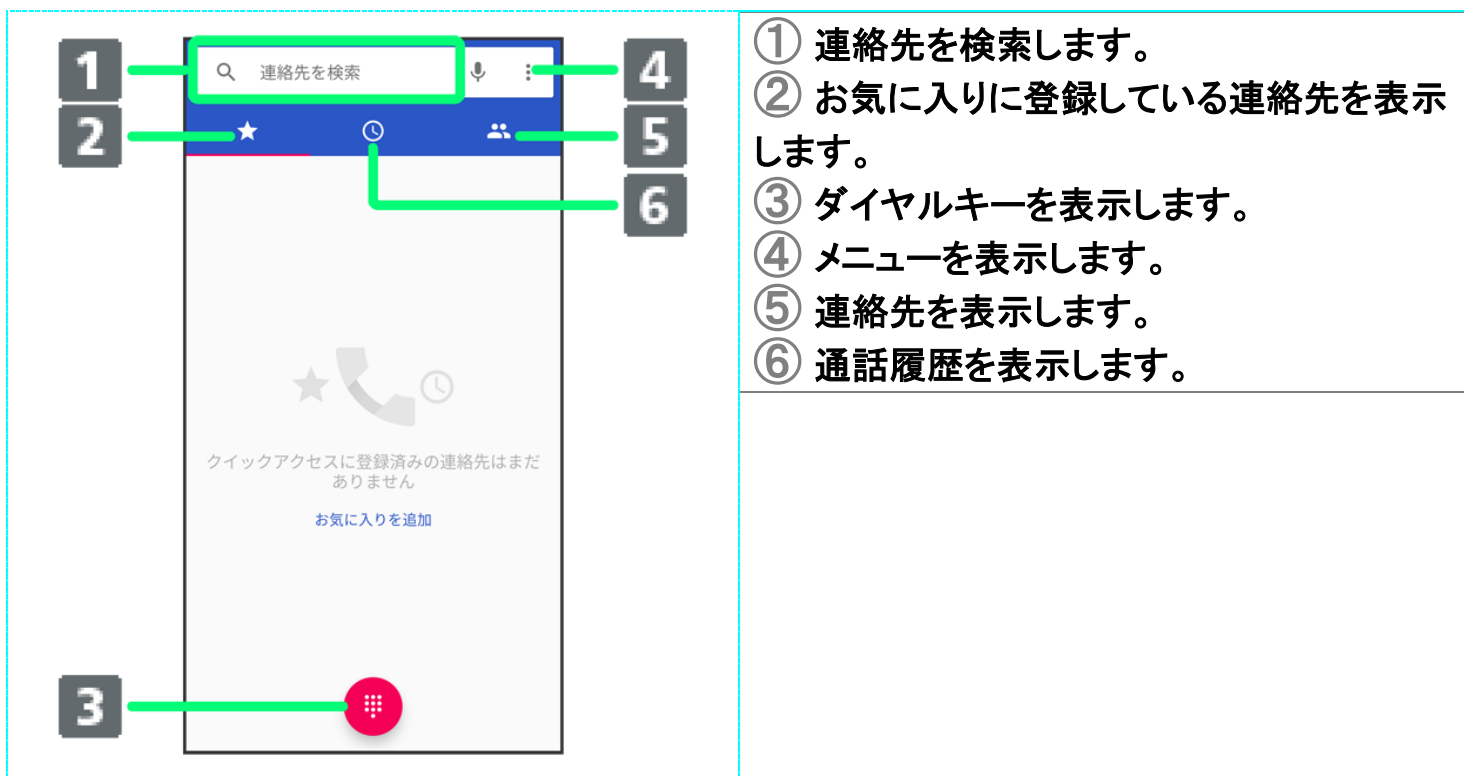 1
連絡先を検索
4
2
5
6
クイックアクセスに登録済みの連絡先はまだ
ありません
お気に入りを追加
3
① 連絡先を検索します。
② お気に入りに登録している連絡先を表示
します。
③ ダイヤルキーを表示します。
④ メニューを表示します。
⑤ 連絡先を表示します。
⑥ 通話履歴を表示します。